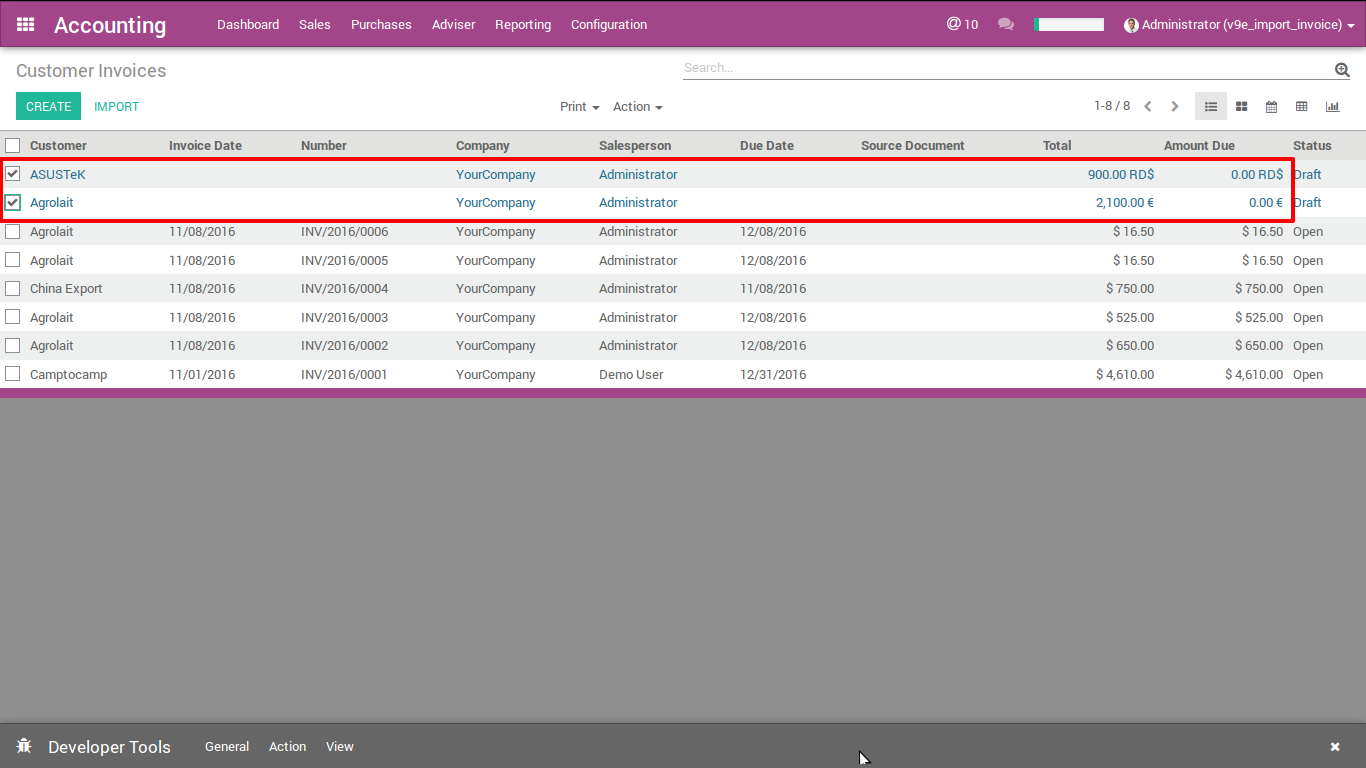 Accounting Dashboard Sales Purchases Adviser Reporting Configuration @ 10 Administrator (v9e_import_invoice)
Customer Invoices Search...
CREATE IMPORT Print Action 1-8 / 8
Customer Invoice Date Number Company Salesperson Due Date Source Document Total Amount Due Status
ASUSTeK YourCompany Administrator 900.00 RD$ 0.00 RD$ Draft
Agrolait YourCompany Administrator 2,100.00 € 0.00 € Draft
Agrolait 11/08/2016 INV/2016/0006 YourCompany Administrator 12/08/2016 $ 16.50 $ 16.50 Open
Agrolait 11/08/2016 INV/2016/0005 YourCompany Administrator 12/08/2016 $ 16.50 $ 16.50 Open
China Export 11/08/2016 INV/2016/0004 YourCompany Administrator 11/08/2016 $ 750.00 $ 750.00 Open
Agrolait 11/08/2016 INV/2016/0003 YourCompany Administrator 12/08/2016 $ 525.00 $ 525.00 Open
Agrolait 11/08/2016 INV/2016/0002 YourCompany Administrator 12/08/2016 $ 650.00 $ 650.00 Open
Camptocamp 11/01/2016 INV/2016/0001 YourCompany Demo User 12/31/2016 $ 4,610.00 $ 4,610.00 Open
Developer Tools General Action View